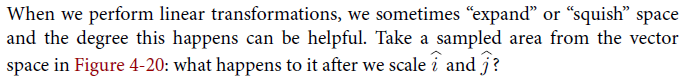 When we perform linear transformations, we sometimes “expand” or “squish” space
and the degree this happens can be helpful. Take a sampled area from the vector
space in Figure 4-20: what happens to it after we scale î and ĵ?